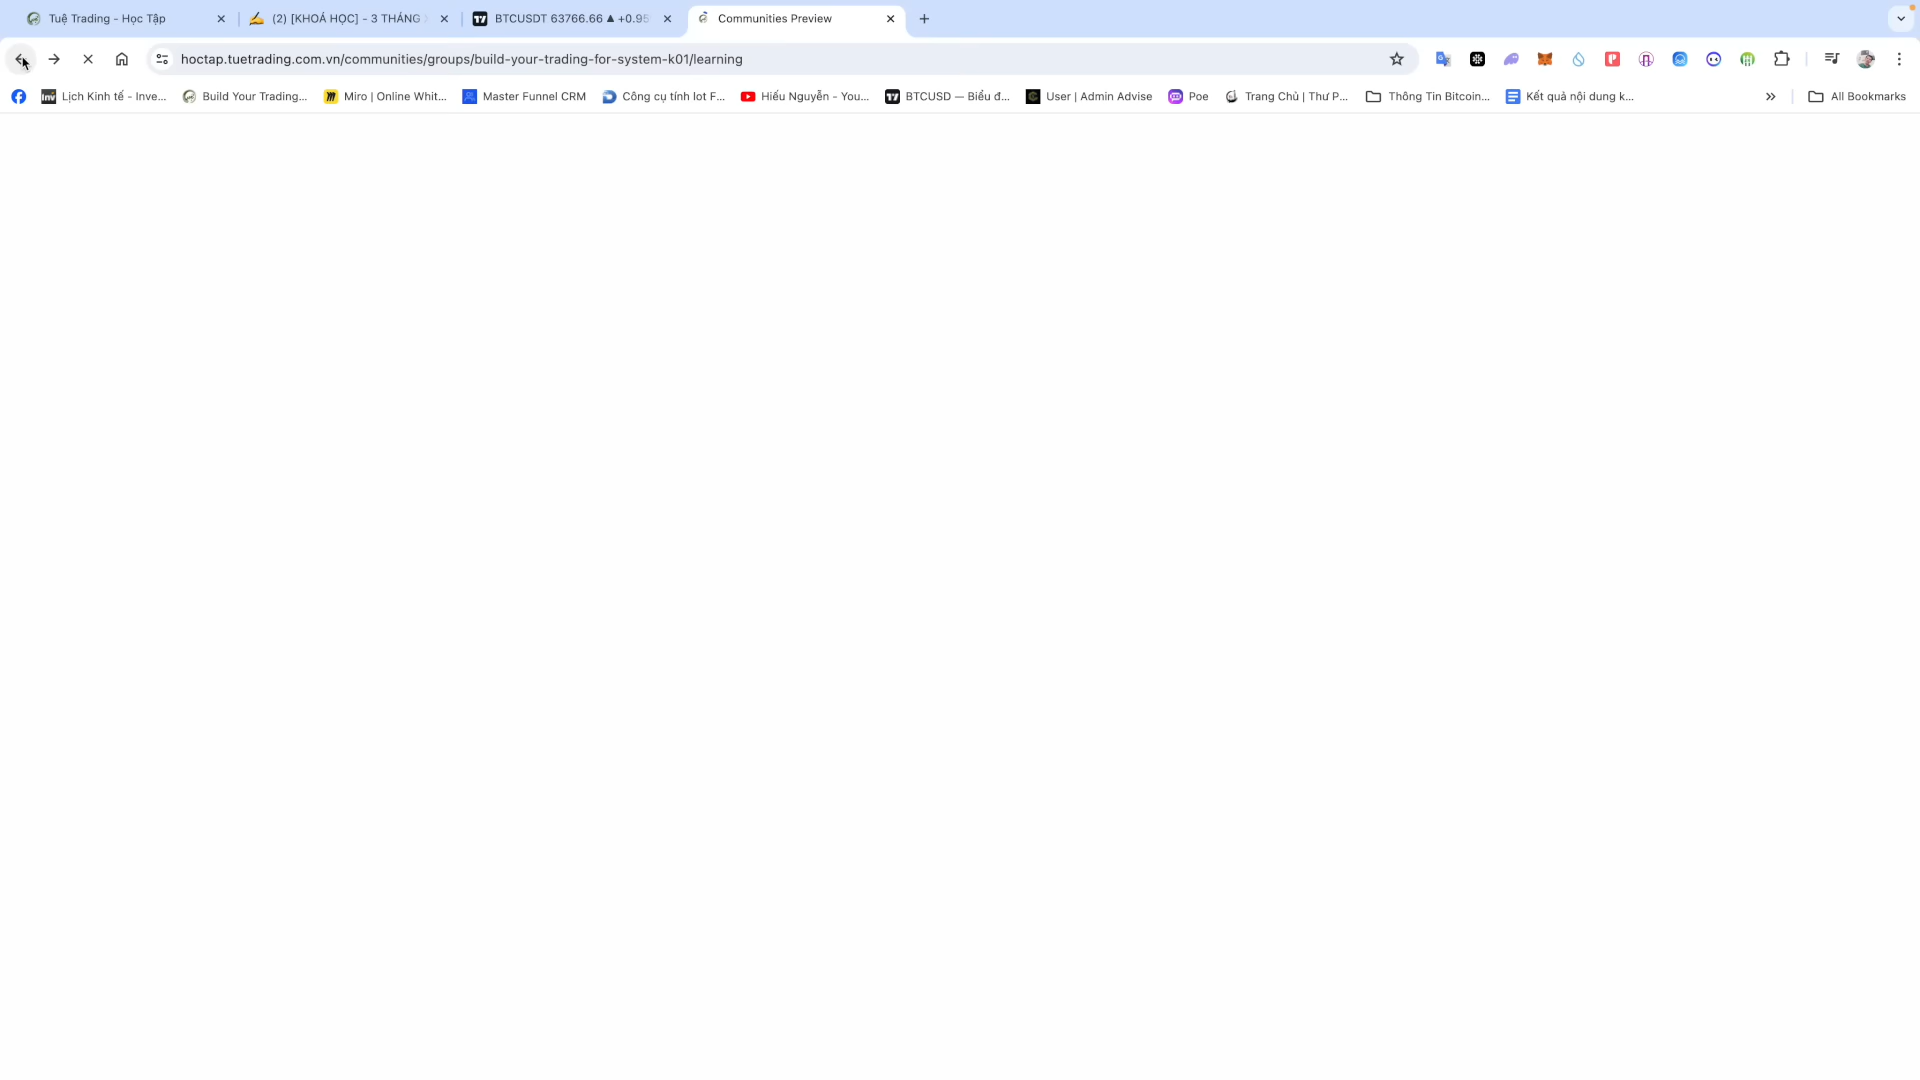 Tuệ Trading - Học Tập
(2) [KHOÁ HỌC] - 3 THÁNG
BTCUSDT 63766.66 ▲ +0.95
Communities Preview
hoctap.tuetrading.com.vn/communities/groups/build-your-trading-for-system-k01/learning
Lịch Kinh tế - Inve...
Build Your Trading...
Miro | Online Whit...
Master Funnel CRM
Công cụ tính lot F...
Hiếu Nguyễn - You...
BTCUSD — Biểu đ...
User | Admin Advise
Poe
Trang Chủ | Thư P...
Thông Tin Bitcoin...
Kết quả nội dung k...
All Bookmarks